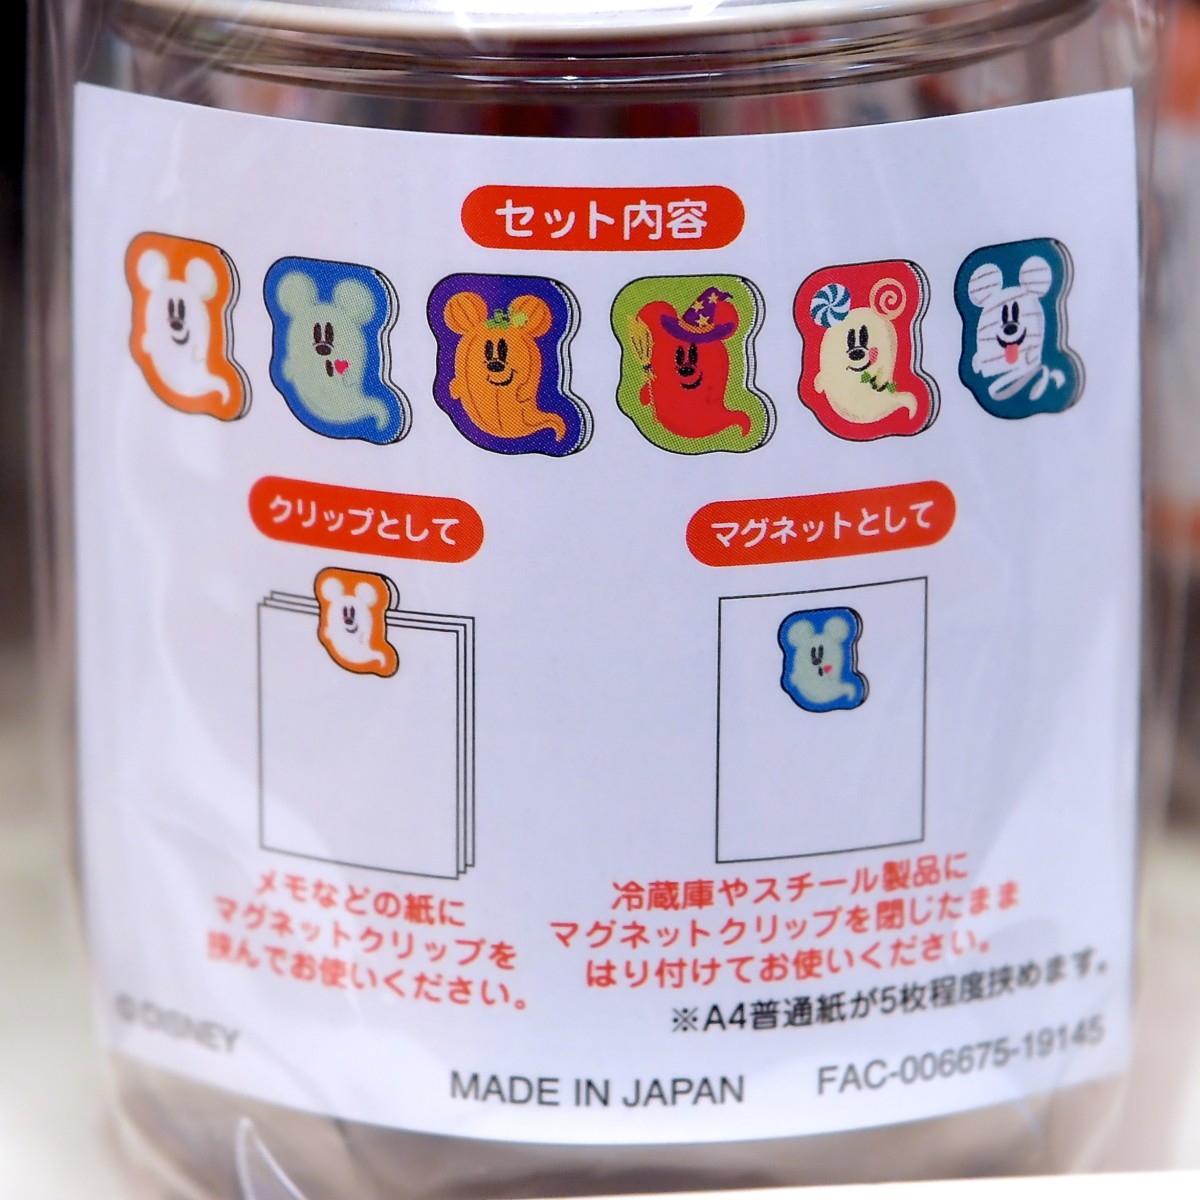 セット内容
クリップとして
マグネットとして
メモなどの紙に
マグネットクリップを
挟んでお使いください。
冷蔵庫やスチール製品に
マグネットクリップを閉じたまま
はり付けてお使いください。
※A4普通紙が5枚程度挟めます。
© DISNEY
MADE IN JAPAN
FAC-006675-19145